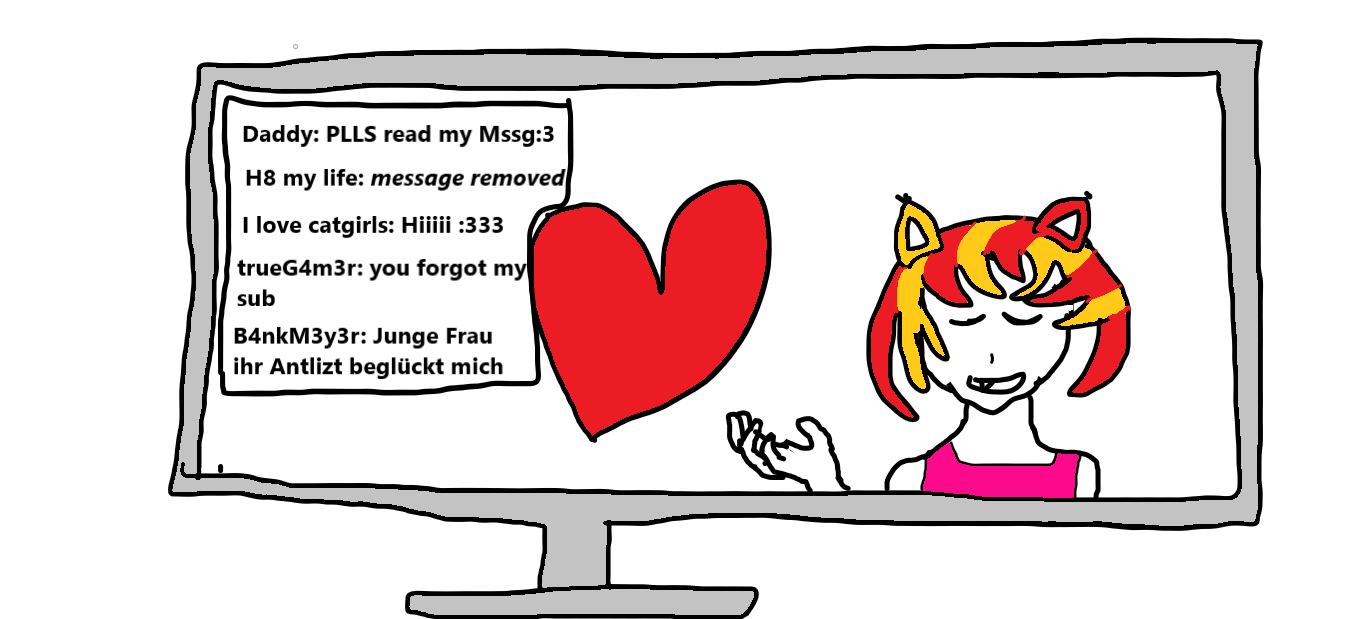 Daddy: PLLS read my Mssg:3
H8 my life: message removed
I love catgirls: Hiiiii :333
trueG4m3r: you forgot my
sub
B4nkM3y3r: Junge Frau
ihr Antlizt beglückt mich